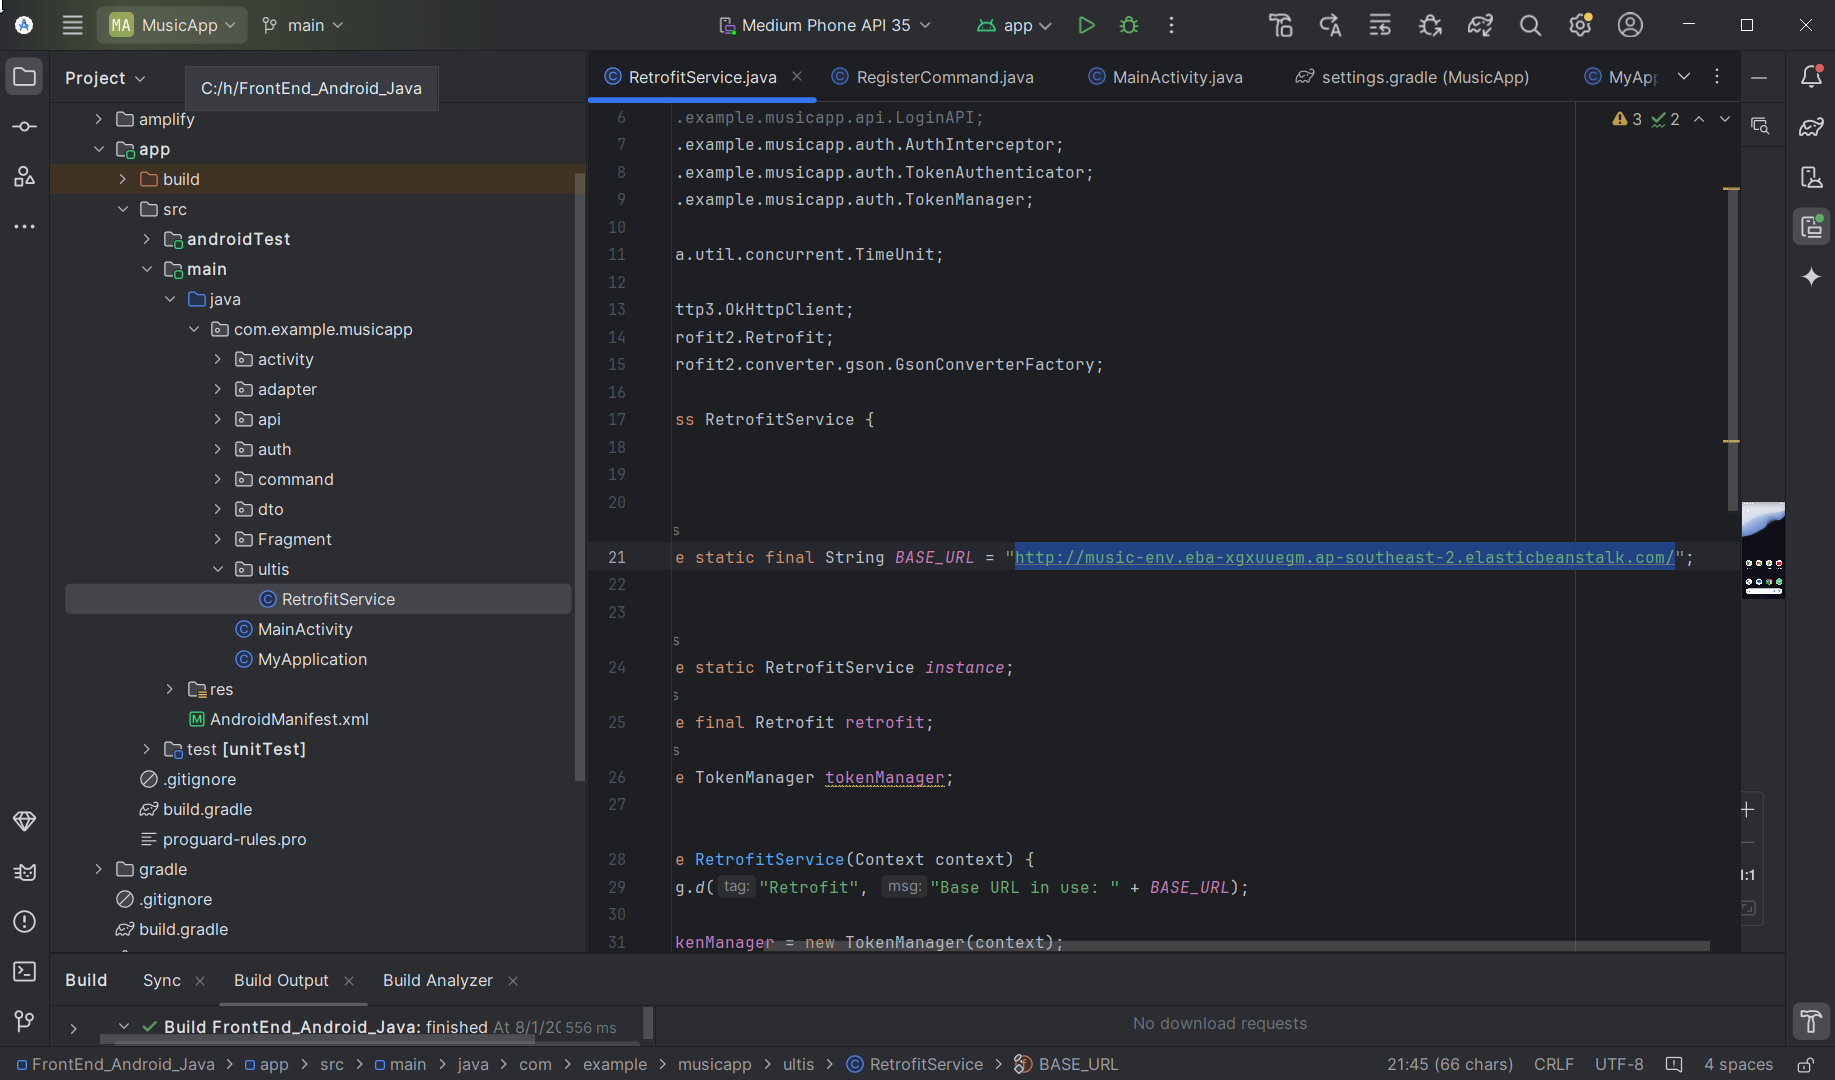 MA MusicApp main Medium Phone API 35 app
Project
C:/h/FrontEnd_Android_Java
RetrofitService.java RegisterCommand.java MainActivity.java settings.gradle (MusicApp) MyApp
amplify
app
build
src
androidTest
main
java
com.example.musicapp
activity
adapter
api
auth
command
dto
Fragment
ultis
RetrofitService
MainActivity
MyApplication
res
AndroidManifest.xml
test [unitTest]
.gitignore
build.gradle
proguard-rules.pro
gradle
.gitignore
build.gradle
3 2
6 .example.musicapp.api.LoginAPI;
7 .example.musicapp.auth.AuthInterceptor;
8 .example.musicapp.auth.TokenAuthenticator;
9 .example.musicapp.auth.TokenManager;
10
11 a.util.concurrent.TimeUnit;
12
13 ttp3.OkHttpClient;
14 rofit2.Retrofit;
15 rofit2.converter.gson.GsonConverterFactory;
16
17 ss RetrofitService {
18
19
20
s
21 e static final String BASE_URL = "http://music-env.eba-xgxuuegm.ap-southeast-2.elasticbeanstalk.com/";
22
23
s
24 e static RetrofitService instance;
s
25 e final Retrofit retrofit;
s
26 e TokenManager tokenManager;
27
28 e RetrofitService(Context context) {
29 g.d( tag: "Retrofit", msg: "Base URL in use: " + BASE_URL);
30
31 kenManager = new TokenManager(context);
1:1
Build Sync Build Output Build Analyzer
Build FrontEnd_Android_Java: finished At 8/1/20 556 ms
No download requests
FrontEnd_Android_Java > app > src > main > java > com > example > musicapp > ultis > RetrofitService > BASE_URL
21:45 (66 chars) CRLF UTF-8 4 spaces